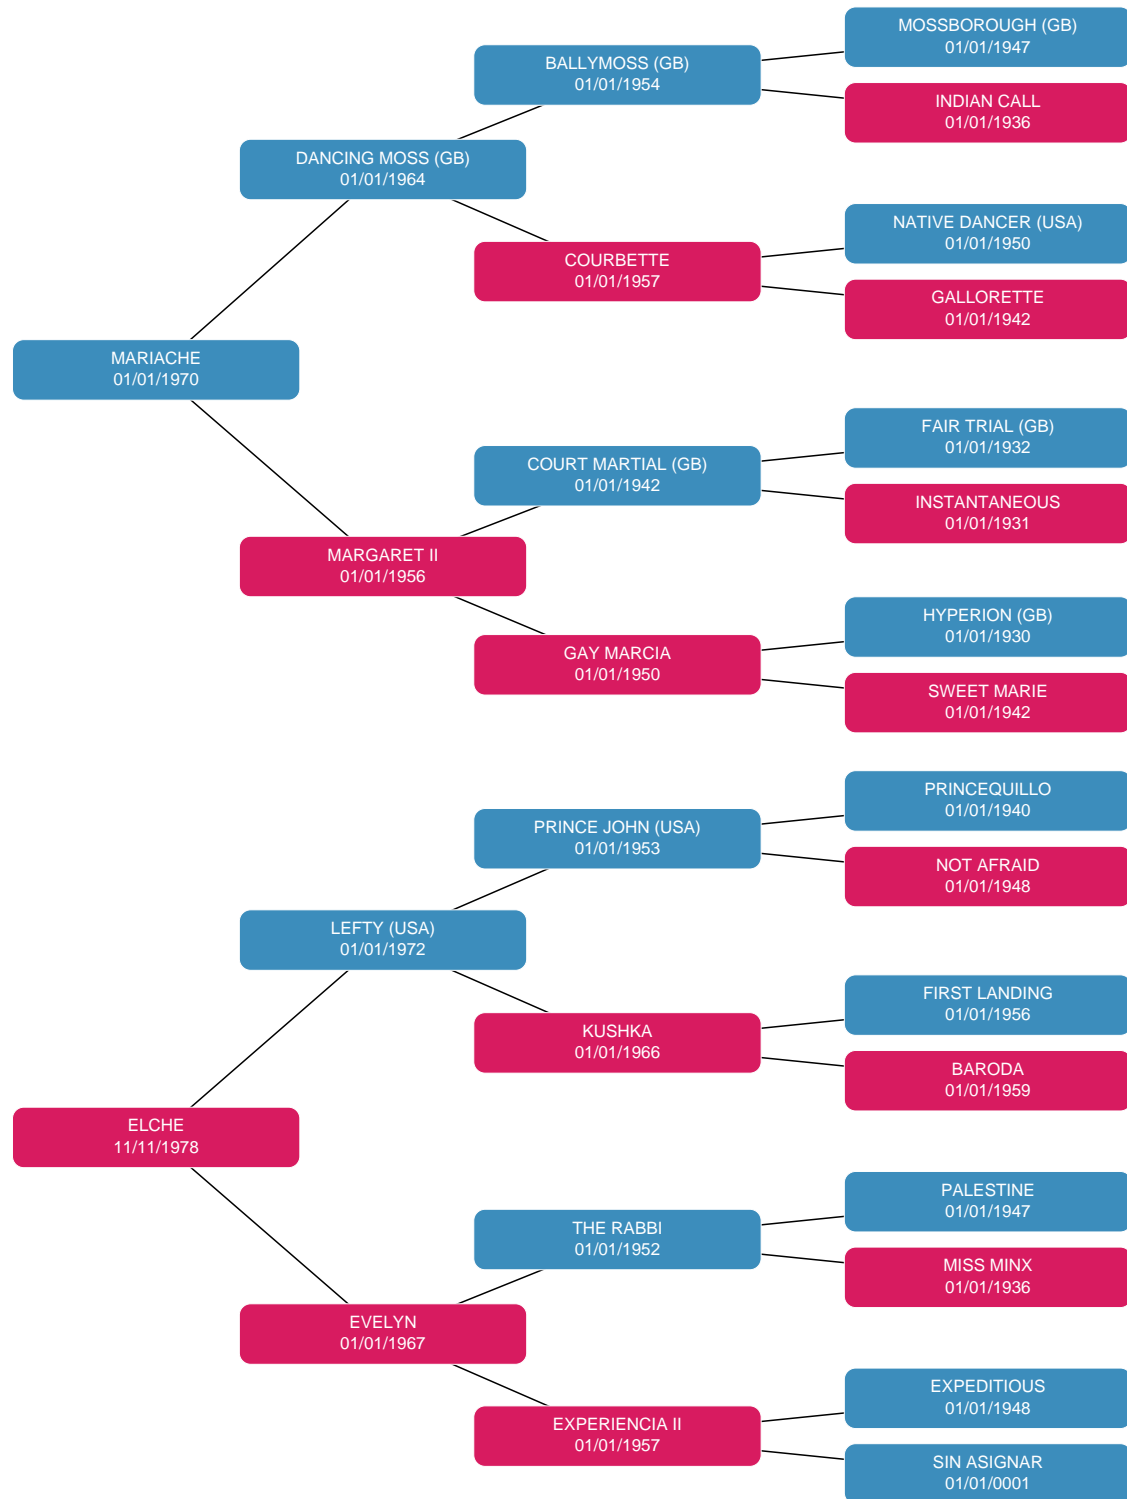 MOSSBOROUGH (GB)
01/01/1947
BALLYMOSS (GB)
01/01/1954
INDIAN CALL
01/01/1936
DANCING MOSS (GB)
01/01/1964
NATIVE DANCER (USA)
01/01/1950
COURBETTE
01/01/1957
GALLORETTE
01/01/1942
MARIACHE
01/01/1970
FAIR TRIAL (GB)
01/01/1932
COURT MARTIAL (GB)
01/01/1942
INSTANTANEOUS
01/01/1931
MARGARET II
01/01/1956
HYPERION (GB)
01/01/1930
GAY MARCIA
01/01/1950
SWEET MARIE
01/01/1942
PRINCEQUILLO
01/01/1940
PRINCE JOHN (USA)
01/01/1953
NOT AFRAID
01/01/1948
LEFTY (USA)
01/01/1972
FIRST LANDING
01/01/1956
KUSHKA
01/01/1966
BARODA
01/01/1959
ELCHE
11/11/1978
PALESTINE
01/01/1947
THE RABBI
01/01/1952
MISS MINX
01/01/1936
EVELYN
01/01/1967
EXPEDITIOUS
01/01/1948
EXPERIENCIA II
01/01/1957
SIN ASIGNAR
01/01/0001